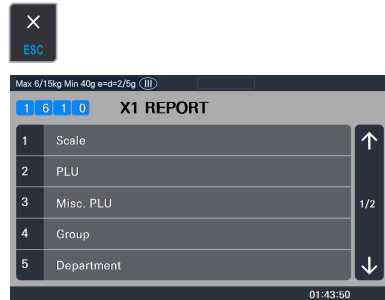 ×
ESC
Max 6/15kg Min 40g e=d=2/5g III
1 6 1 0 X1 REPORT
1 Scale
2 PLU
3 Misc. PLU
4 Group
5 Department
↑
1/2
↓
01:43:50